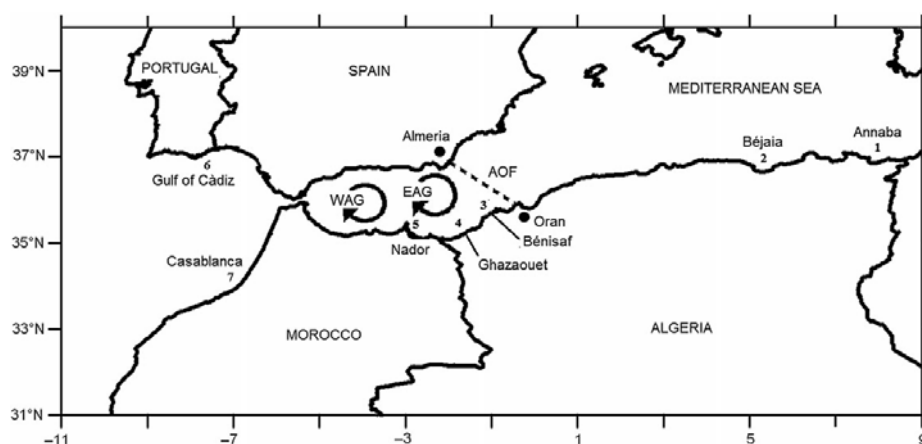 39°N
PORTUGAL
SPAIN
MEDITERRANEAN SEA
Almeria
Béjaia
Annaba
37°N
6
2
1
Gulf of Càdiz
AOF
WAG
EAG
3
5
4
Oran
35°N
Nador
Bénisaf
Casablanca
Ghazaouet
7
33°N
MOROCCO
ALGERIA
31°N
–11
–7
–3
1
5
9